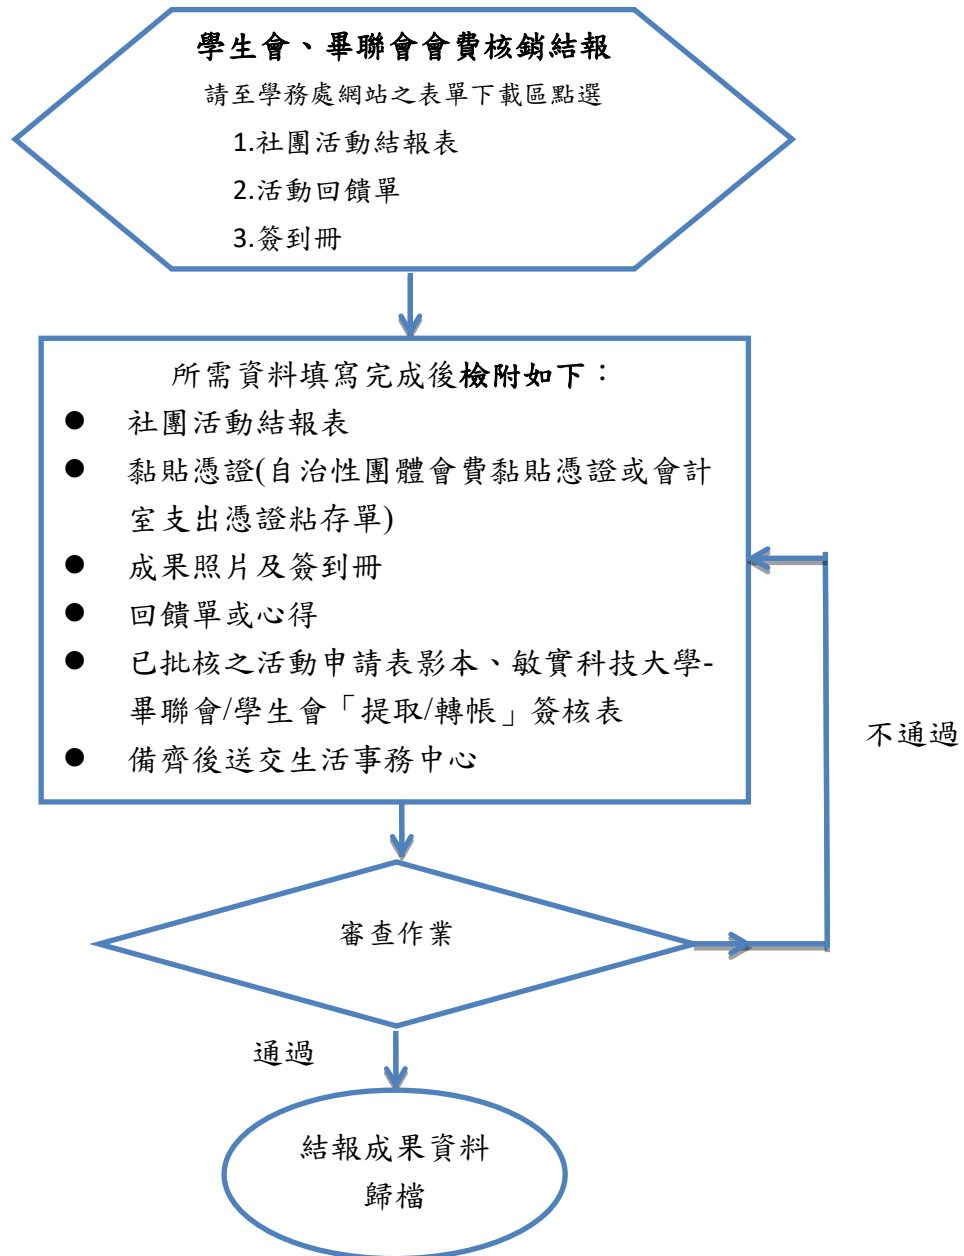 學生會、畢聯會會費核銷結報
請至學務處網站之表單下載區點選
1.社團活動結報表
2.活動回饋單
3.簽到冊
所需資料填寫完成後檢附如下：
● 社團活動結報表
● 黏貼憑證(自治性團體會費黏貼憑證或會計
室支出憑證粘存單)
● 成果照片及簽到冊
● 回饋單或心得
● 已批核之活動申請表影本、敏實科技大學-
畢聯會/學生會「提取/轉帳」簽核表
● 備齊後送交生活事務中心
不通過
審查作業
通過
結報成果資料
歸檔